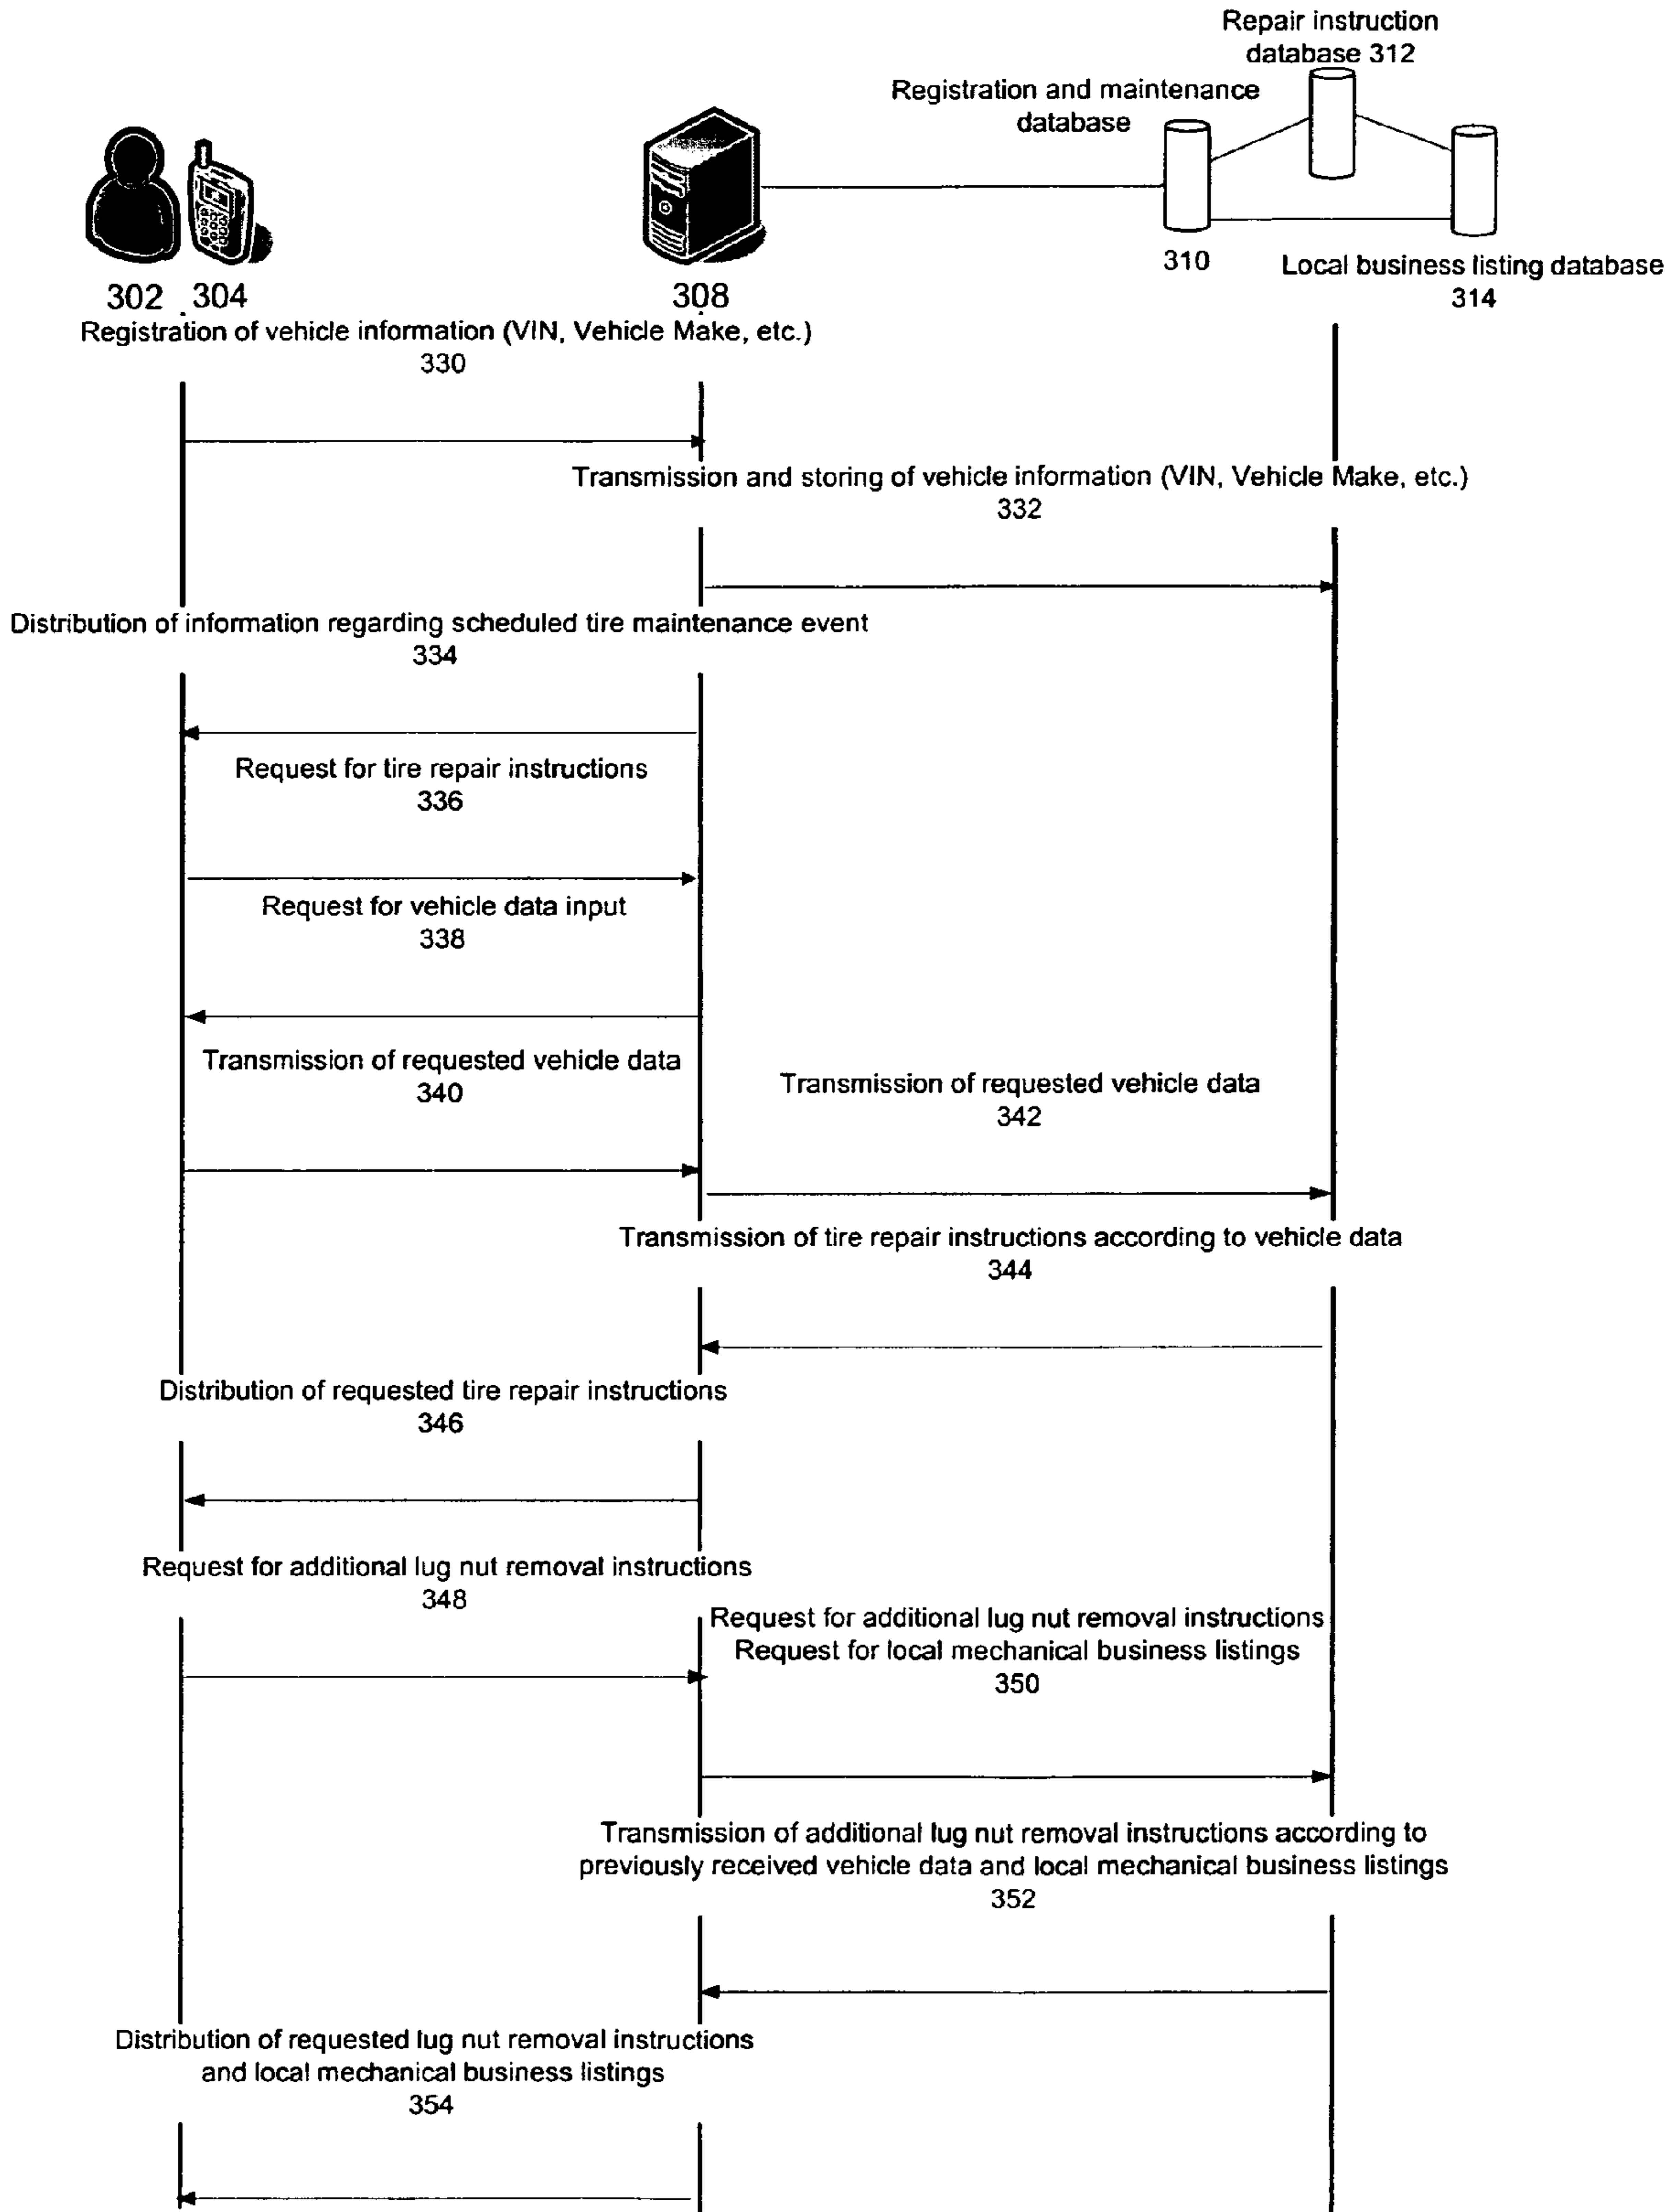 Repair instruction
database 312
Registration and maintenance
database
310
Local business listing database
314
302 304
308
Registration of vehicle information (VIN, Vehicle Make, etc.)
330
Transmission and storing of vehicle information (VIN, Vehicle Make, etc.)
332
Distribution of information regarding scheduled tire maintenance event
334
Request for tire repair instructions
336
Request for vehicle data input
338
Transmission of requested vehicle data
340
Transmission of requested vehicle data
342
Transmission of tire repair instructions according to vehicle data
344
Distribution of requested tire repair instructions
346
Request for additional lug nut removal instructions
348
Request for additional lug nut removal instructions
Request for local mechanical business listings
350
Transmission of additional lug nut removal instructions according to
previously received vehicle data and local mechanical business listings
352
Distribution of requested lug nut removal instructions
and local mechanical business listings
354